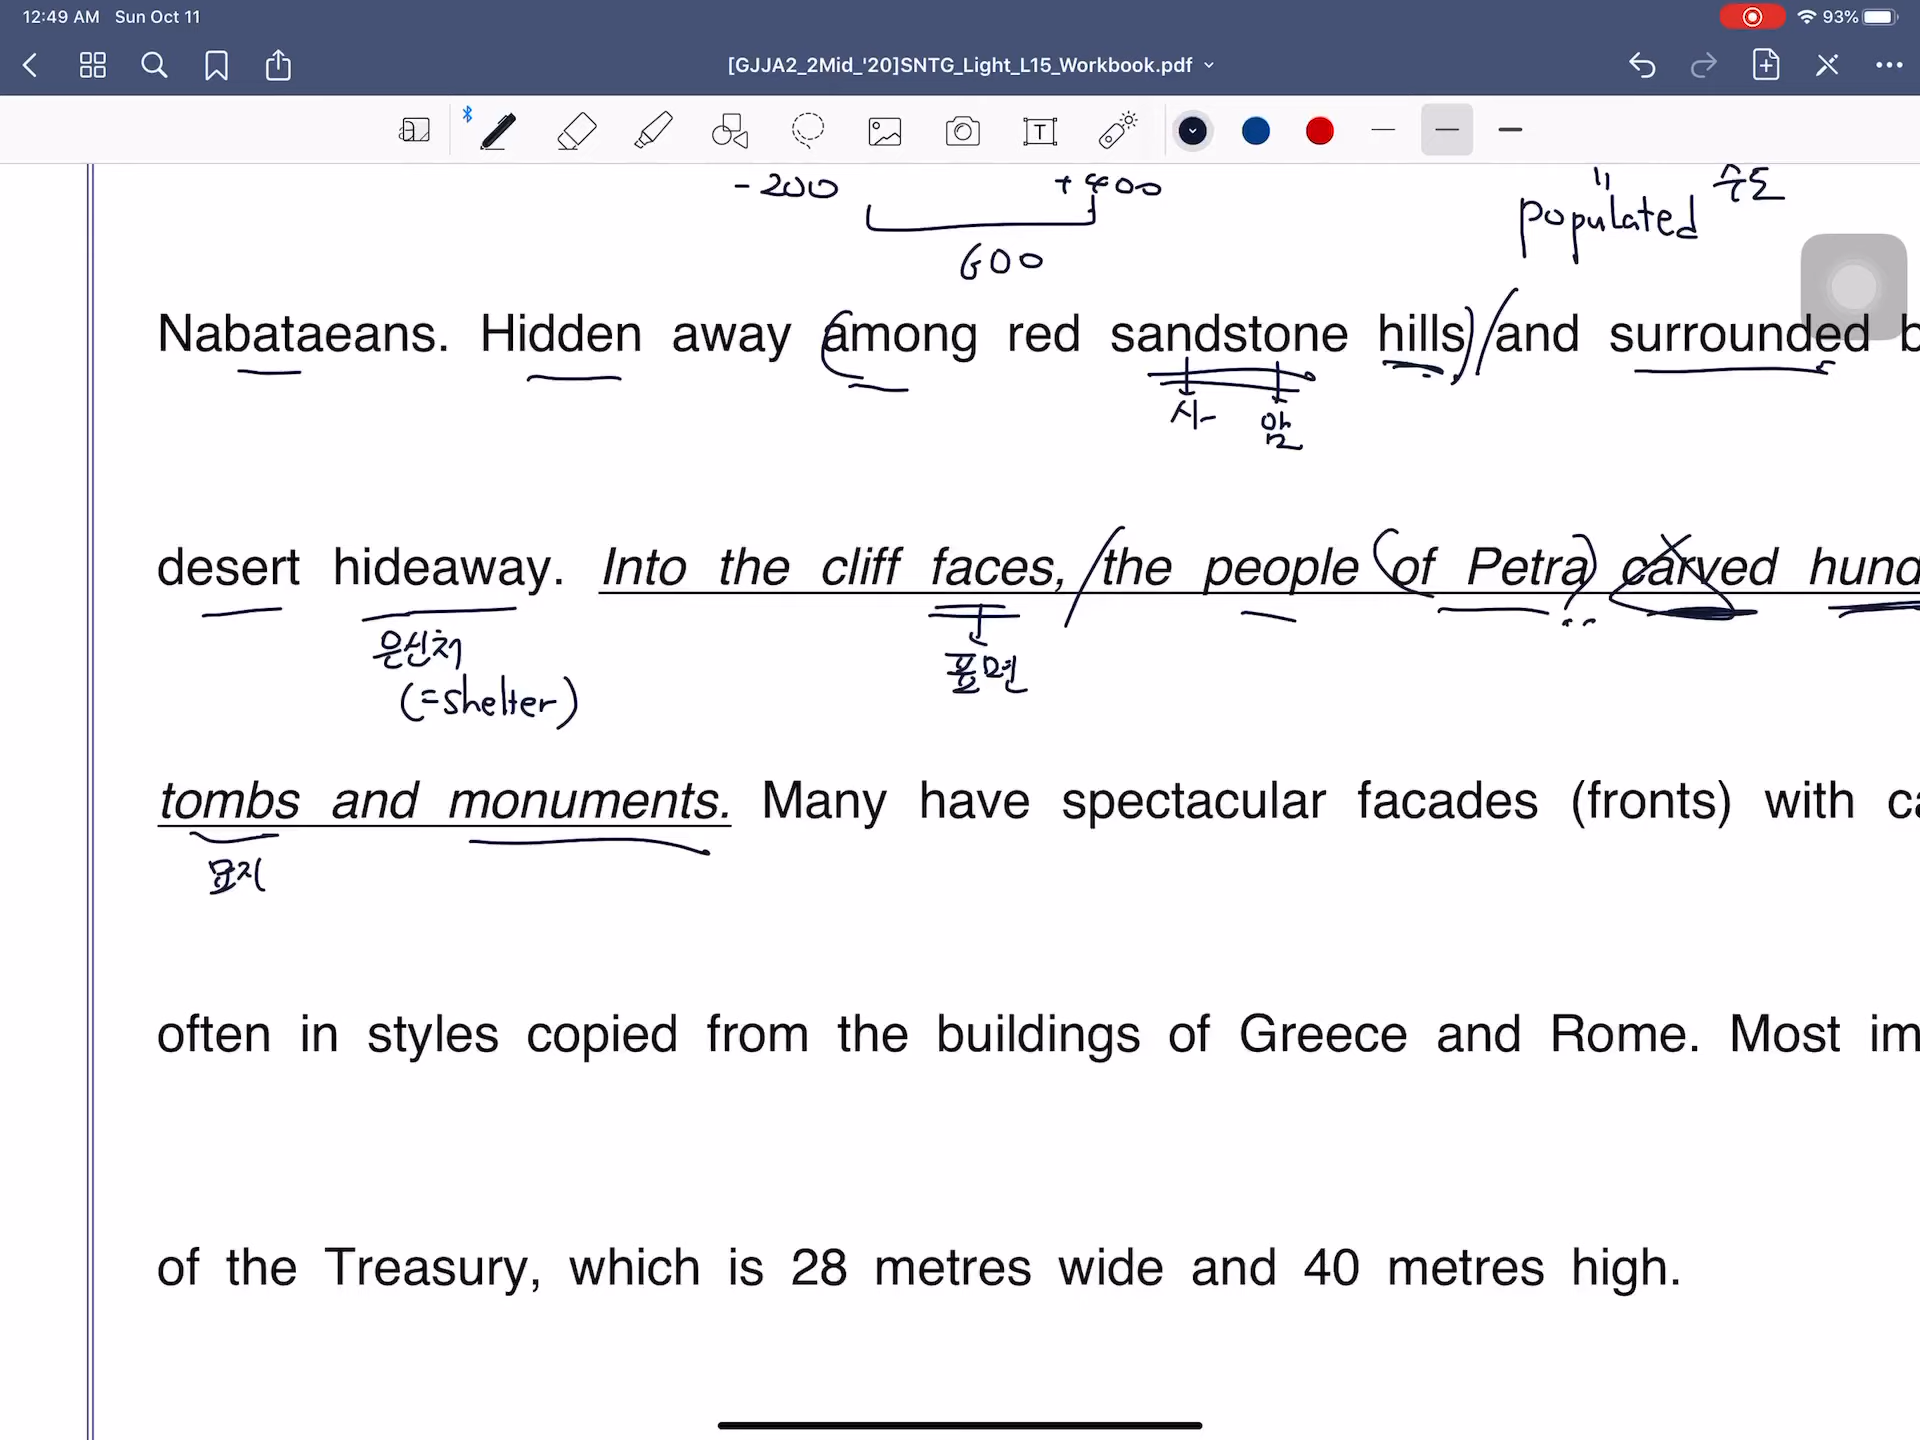 12:49 AM Sun Oct 11
93%
[GJJA2_2Mid_'20]SNTG_Light_L15_Workbook.pdf
T
-200 +400 수도
populated
600
Nabataeans. Hidden away among red sandstone hills, and surrounded b
사 암
desert hideaway. Into the cliff faces, the people of Petra carved hund
은신처 표면
(=shelter)
tombs and monuments. Many have spectacular facades (fronts) with ca
묘지
often in styles copied from the buildings of Greece and Rome. Most im
of the Treasury, which is 28 metres wide and 40 metres high.